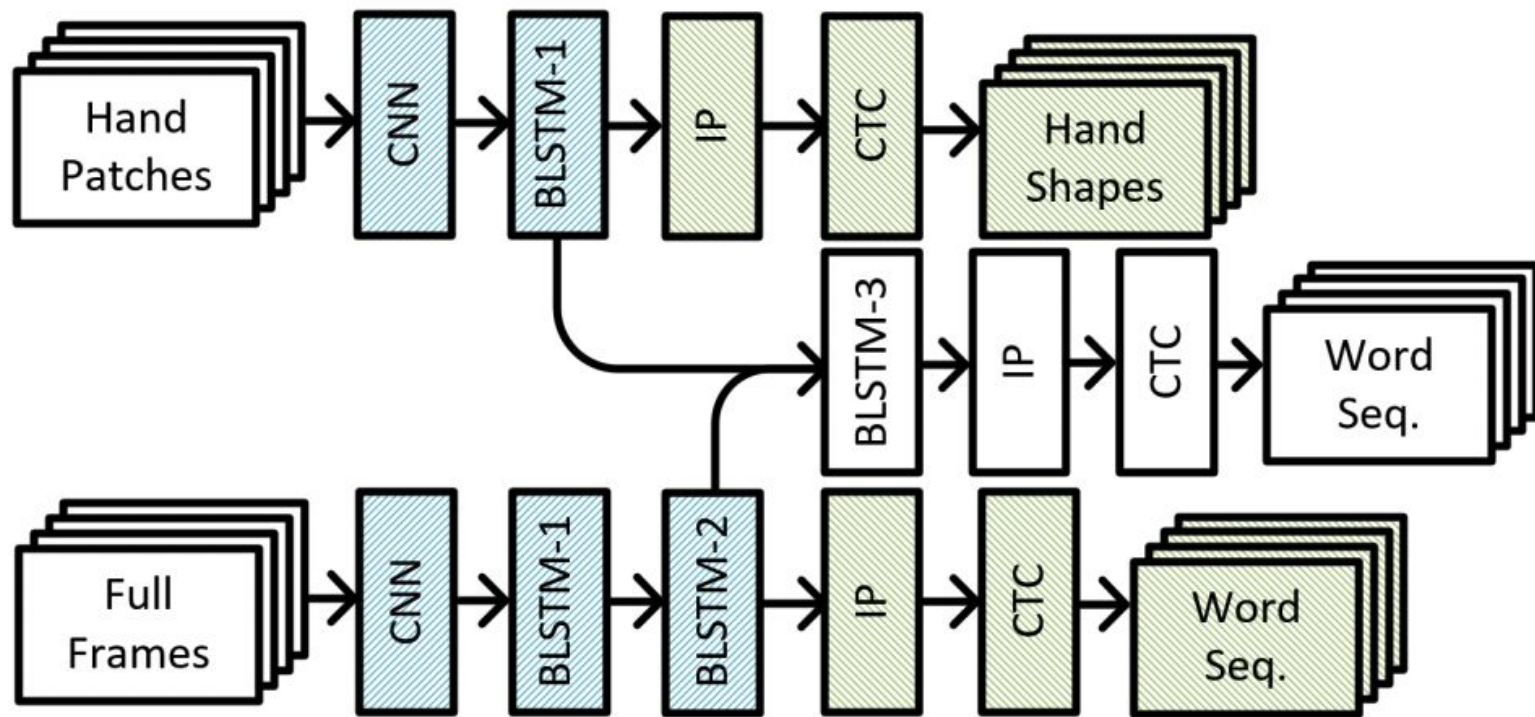 Hand
Patches
CNN
BLSTM-1
IP
CTC
Hand
Shapes
BLSTM-3
IP
CTC
Word
Seq.
Full
Frames
CNN
BLSTM-1
BLSTM-2
IP
CTC
Word
Seq.